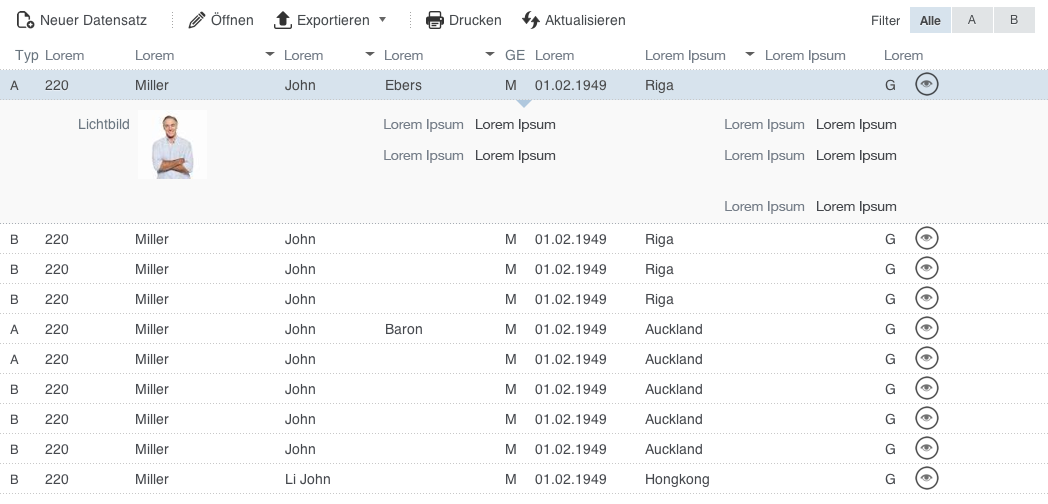 Neuer Datensatz Öffnen Exportieren Drucken Aktualisieren Filter Alle A B
Typ Lorem Lorem Lorem Lorem GE Lorem Lorem Ipsum Lorem Ipsum Lorem
A 220 Miller John Ebers M 01.02.1949 Riga G
Lichtbild Lorem Ipsum Lorem Ipsum Lorem Ipsum Lorem Ipsum
Lorem Ipsum Lorem Ipsum Lorem Ipsum Lorem Ipsum
Lorem Ipsum Lorem Ipsum
B 220 Miller John M 01.02.1949 Riga G
B 220 Miller John M 01.02.1949 Riga G
B 220 Miller John M 01.02.1949 Riga G
A 220 Miller John Baron M 01.02.1949 Auckland G
A 220 Miller John M 01.02.1949 Auckland G
B 220 Miller John M 01.02.1949 Auckland G
B 220 Miller John M 01.02.1949 Auckland G
B 220 Miller John M 01.02.1949 Auckland G
B 220 Miller Li John M 01.02.1949 Hongkong G